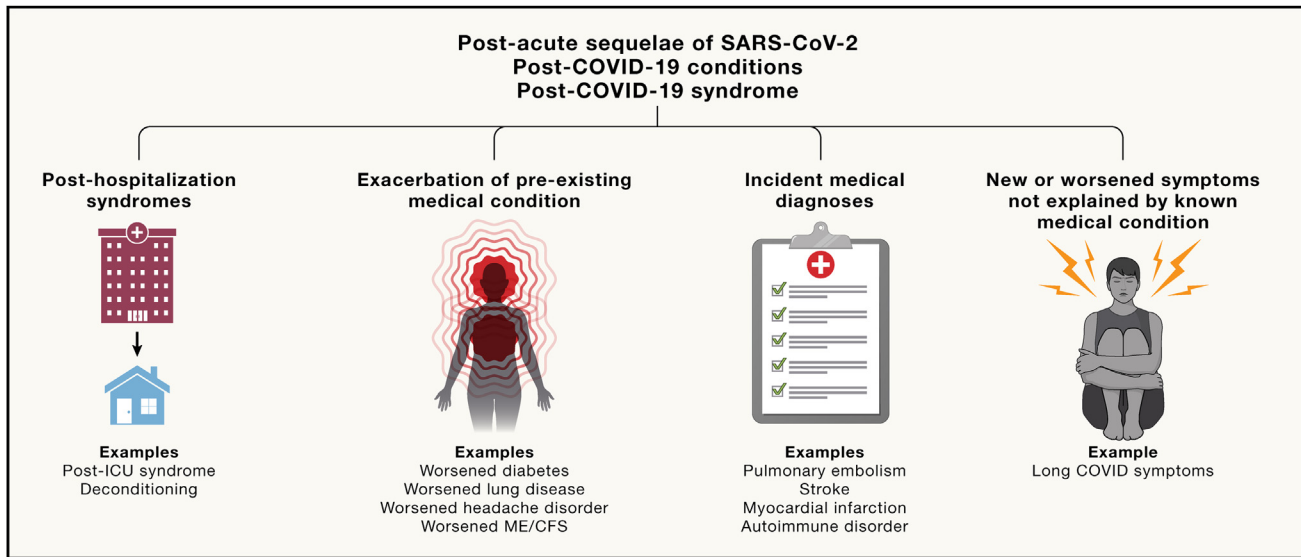 Post-acute sequelae of SARS-CoV-2
Post-COVID-19 conditions
Post-COVID-19 syndrome
Post-hospitalization
syndromes
Examples
Post-ICU syndrome
Deconditioning
Exacerbation of pre-existing
medical condition
Examples
Worsened diabetes
Worsened lung disease
Worsened headache disorder
Worsened ME/CFS
Incident medical
diagnoses
Examples
Pulmonary embolism
Stroke
Myocardial infarction
Autoimmune disorder
New or worsened symptoms
not explained by known
medical condition
Example
Long COVID symptoms